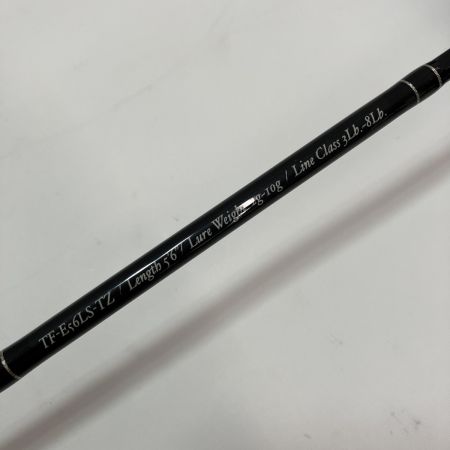 TF-E56LS-TZ / Length 5'6 / Lure Weight g-10g / Line Class 3Lb.-8Lb.